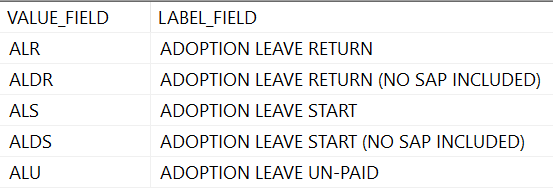 VALUE_FIELD LABEL_FIELD
ALR ADOPTION LEAVE RETURN
ALDR ADOPTION LEAVE RETURN (NO SAP INCLUDED)
ALS ADOPTION LEAVE START
ALDS ADOPTION LEAVE START (NO SAP INCLUDED)
ALU ADOPTION LEAVE UN-PAID